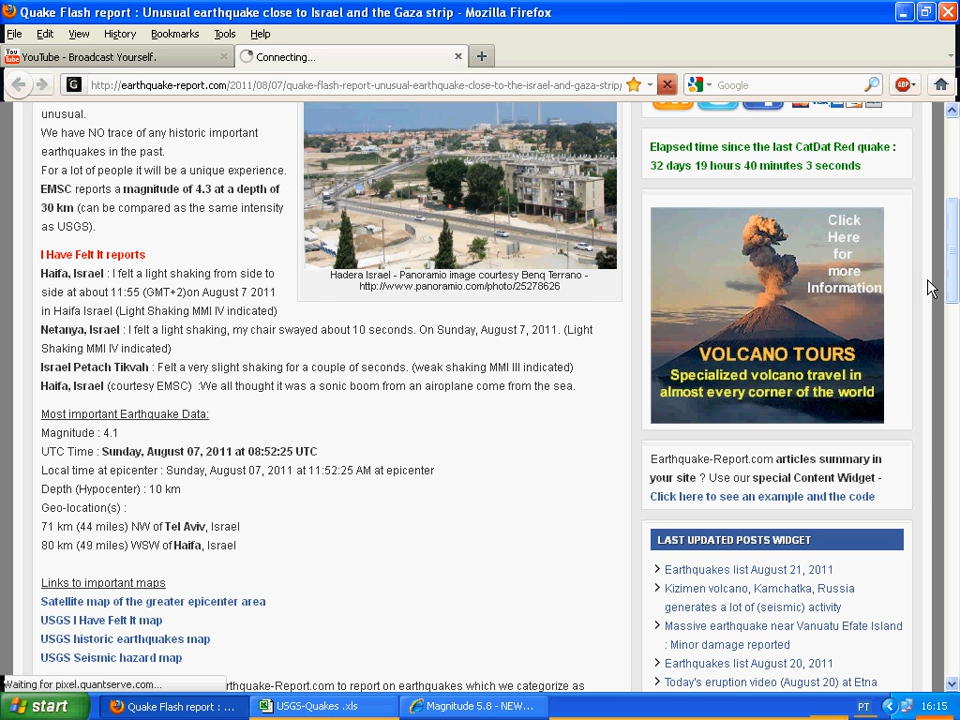 Quake Flash report : Unusual earthquake close to Israel and the Gaza strip - Mozilla Firefox
File Edit View History Bookmarks Tools Help
YouTube - Broadcast Yourself.
Connecting...
http://earthquake-report.com/2011/08/07/quake-flash-report-unusual-earthquake-close-to-the-israel-and-gaza-strip/
Google
ABP
unusual.
We have NO trace of any historic important
earthquakes in the past.
For a lot of people it will be a unique experience.
EMSC reports a magnitude of 4.3 at a depth of
30 km (can be compared as the same intensity
as USGS).
Hadera Israel - Panoramio image courtesy Benq Terrano -
http://www.panoramio.com/photo/25278626
I Have Felt It reports
Haifa, Israel : I felt a light shaking from side to
side at about 11:55 (GMT+2)on August 7 2011
in Haifa Israel (Light Shaking MMI IV indicated)
Netanya, Israel : I felt a light shaking, my chair swayed about 10 seconds. On Sunday, August 7, 2011. (Light
Shaking MMI IV indicated)
Israel Petach Tikvah : Felt a very slight shaking for a couple of seconds. (weak shaking MMI III indicated)
Haifa, Israel (courtesy EMSC) :We all thought it was a sonic boom from an airoplane come from the sea.
Most important Earthquake Data:
Magnitude : 4.1
UTC Time : Sunday, August 07, 2011 at 08:52:25 UTC
Local time at epicenter : Sunday, August 07, 2011 at 11:52:25 AM at epicenter
Depth (Hypocenter) : 10 km
Geo-location(s) :
71 km (44 miles) NW of Tel Aviv, Israel
80 km (49 miles) WSW of Haifa, Israel
Links to important maps
Satellite map of the greater epicenter area
USGS I Have Felt It map
USGS historic earthquakes map
USGS Seismic hazard map
rthquake-Report.com to report on earthquakes which we categorize as
Elapsed time since the last CatDat Red quake :
32 days 19 hours 40 minutes 3 seconds
Click
Here
for
more
Information
VOLCANO TOURS
Specialized volcano travel in
almost every corner of the world
Earthquake-Report.com articles summary in
your site ? Use our special Content Widget -
Click here to see an example and the code
LAST UPDATED POSTS WIDGET
Earthquakes list August 21, 2011
Kizimen volcano, Kamchatka, Russia
generates a lot of (seismic) activity
Massive earthquake near Vanuatu Efate Island
: Minor damage reported
Earthquakes list August 20, 2011
Today's eruption video (August 20) at Etna
Waiting for pixel.quantserve.com...
start
Quake Flash report : ...
USGS-Quakes .xls
Magnitude 5.8 - NEW...
PT
16:15